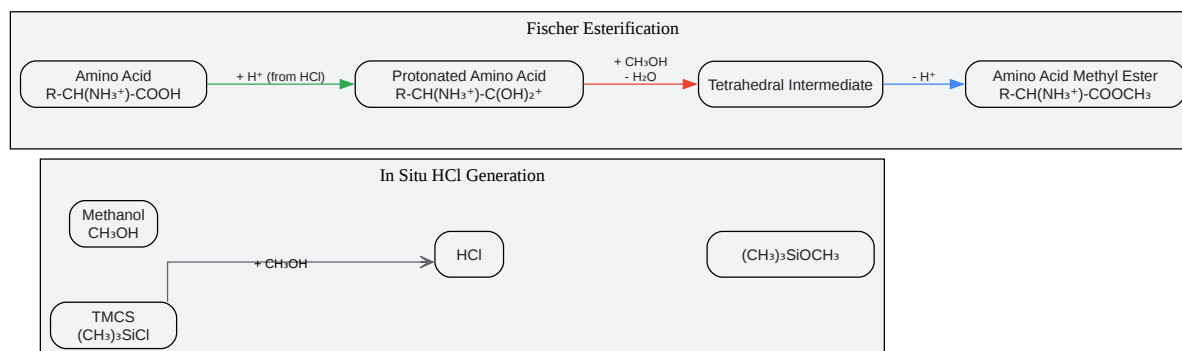 Fischer Esterification
Amino Acid
R-CH(NH₃⁺)-COOH
+ H⁺ (from HCl)
Protonated Amino Acid
R-CH(NH₃⁺)-C(OH)₂⁺
+ CH₃OH
- H₂O
Tetrahedral Intermediate
- H⁺
Amino Acid Methyl Ester
R-CH(NH₃⁺)-COOCH₃
In Situ HCl Generation
Methanol
CH₃OH
+ CH₃OH
HCl
(CH₃)₃SiOCH₃
TMCS
(CH₃)₃SiCl